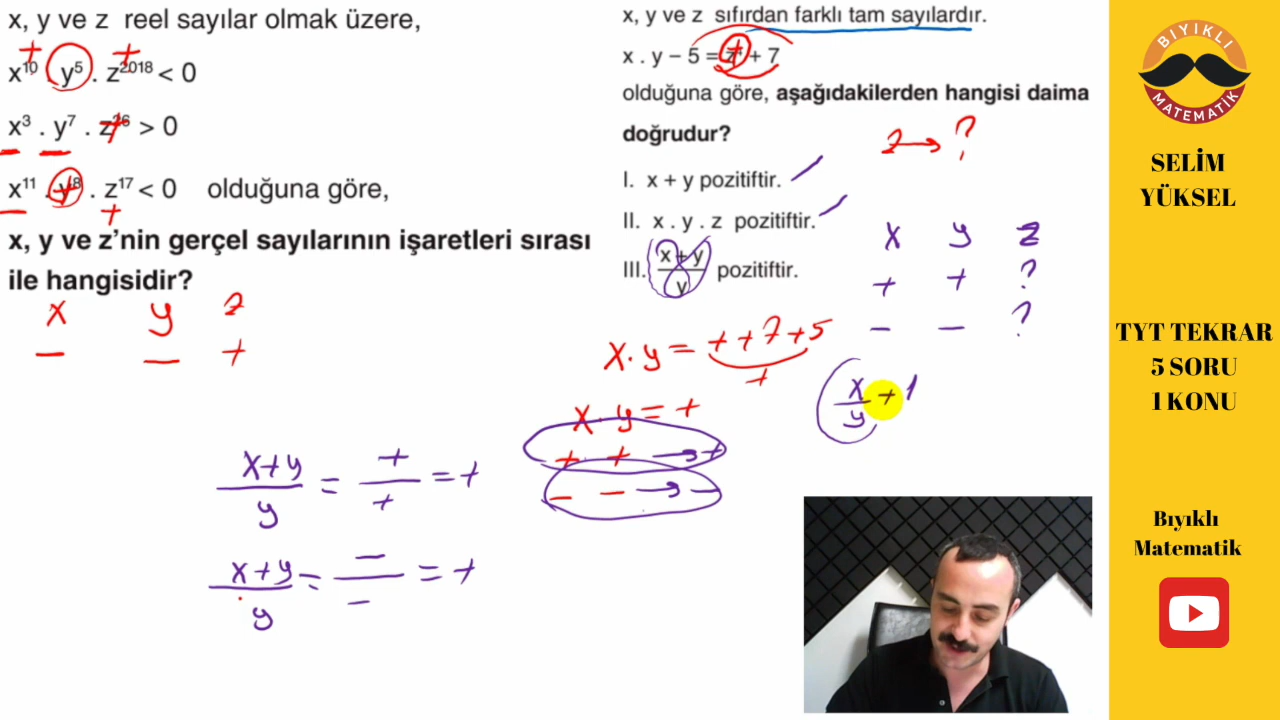 x, y ve z reel sayılar olmak üzere,
+ +
x¹⁰ y⁵ . z²⁰¹⁸ < 0
x³ . y⁷ . z¹⁶ > 0
+
x¹¹ . y⁸ . z¹⁷ < 0 olduğuna göre,
+
x, y ve z’nin gerçel sayılarının işaretleri sırası
ile hangisidir?
x y z
– – +
x+y/y = +/+ = +
x+y/y = –/– = +
x, y ve z sıfırdan farklı tam sayılardır.
x . y – 5 = z⁴ + 7
olduğuna göre, aşağıdakilerden hangisi daima
doğrudur?
z → ?
I. x + y pozitiftir.
II. x . y . z pozitiftir.
III. x + y/y pozitiftir.
x y z
+ + ?
– – ?
x . y = + + 7 + 5
+
x . y = +
+ + → +
– – → –
x/y + 1
BIYIKLI
MATEMATİK
SELİM
YÜKSEL
TYT TEKRAR
5 SORU
1 KONU
Bıyıklı
Matematik